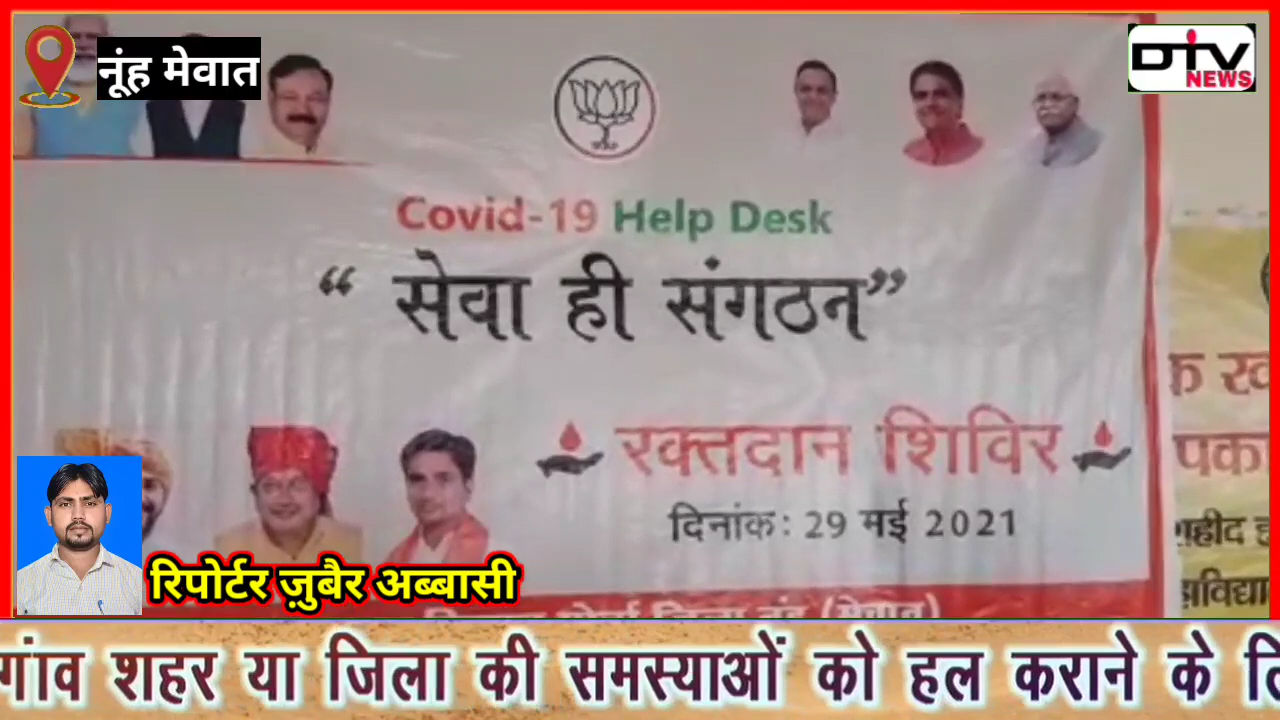 नूंह मेवात
DTV
NEWS
Covid-19 Help Desk
“ सेवा ही संगठन”
रक्तदान शिविर
दिनांक: 29 मई 2021
रिपोर्टर ज़ुबैर अब्बासी
गांव शहर या जिला की समस्याओं को हल कराने के